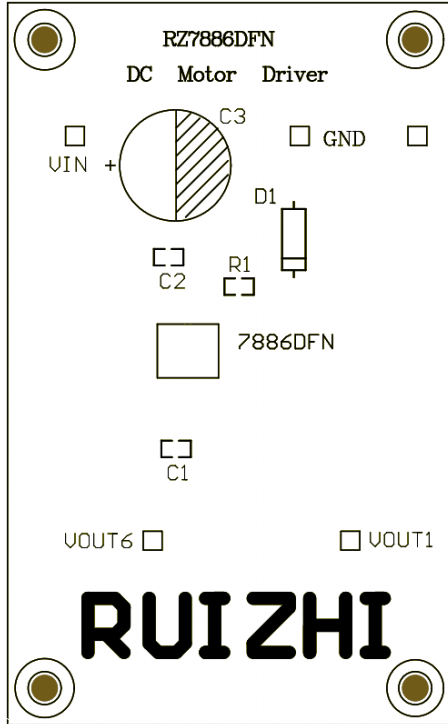 RZ7886DFN
DC Motor Driver
C3
GND
VIN +
D1
R1
C2
7886DFN
C1
VOUT6
VOUT1
RUIZHI